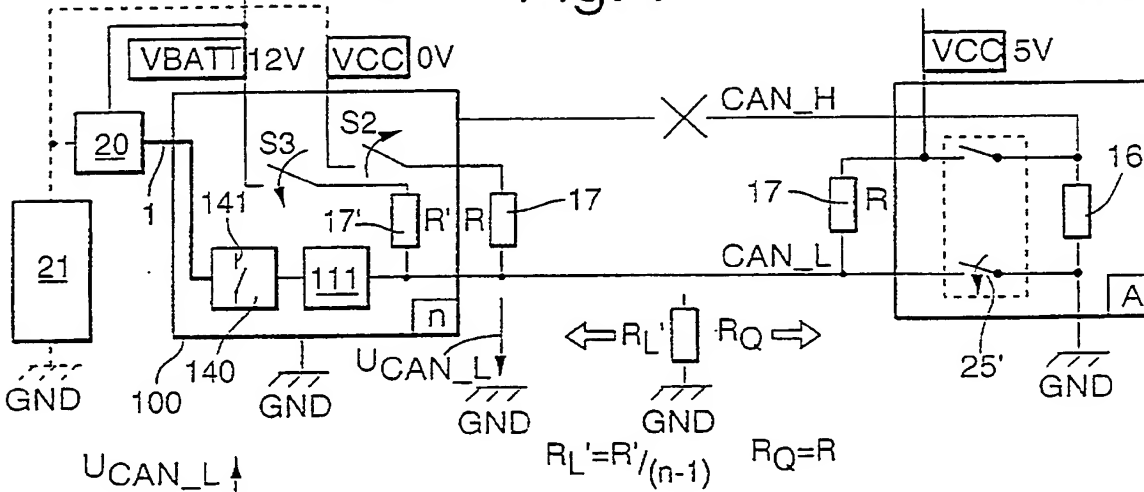 VBATT 12V VCC 0V VCC 5V
CAN_H
20
S3 S2
16
1
141
17' R' R 17
17 R
21
111
CAN_L
n
A
RL' RQ
140
UCAN_L
25'
GND 100 GND
GND GND GND
RL'=R'/(n-1) RQ=R
UCAN_L